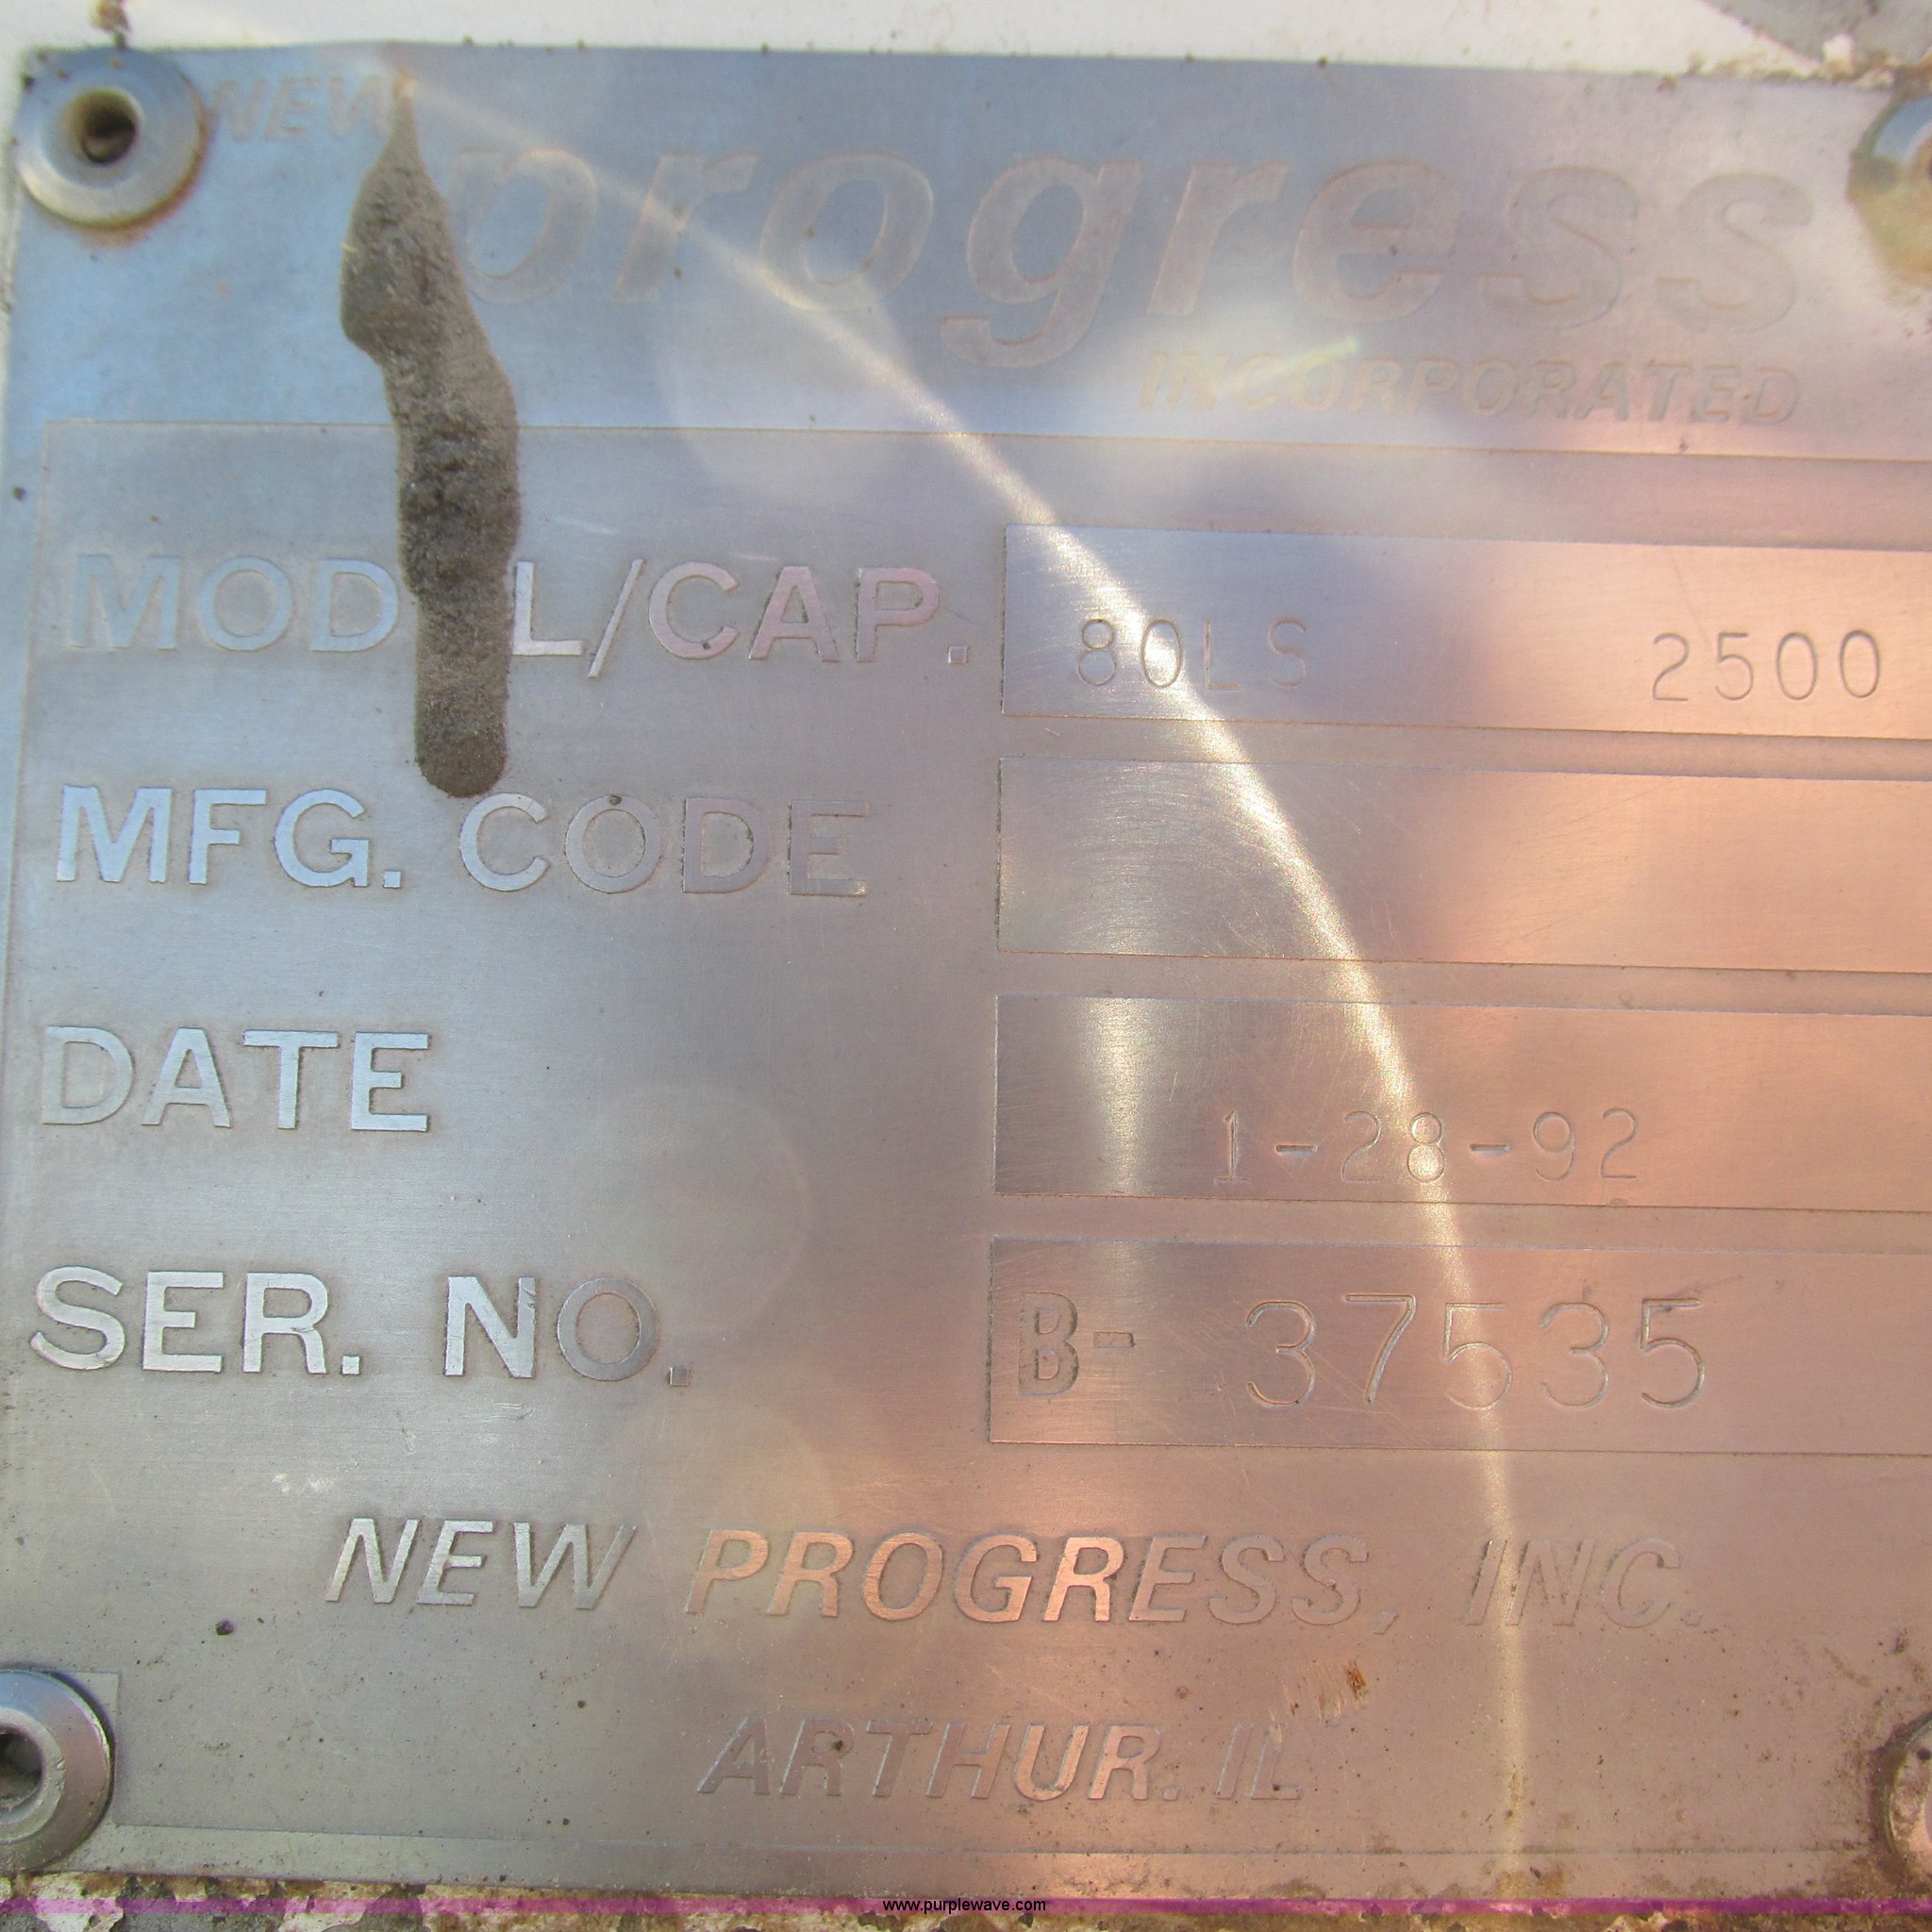 NEW
progress
INCORPORATED
MODEL/CAP. 80LS 2500
MFG. CODE
DATE 1-28-92
SER. NO. B- 37535
NEW PROGRESS, INC.
ARTHUR. IL
www.purplewave.com